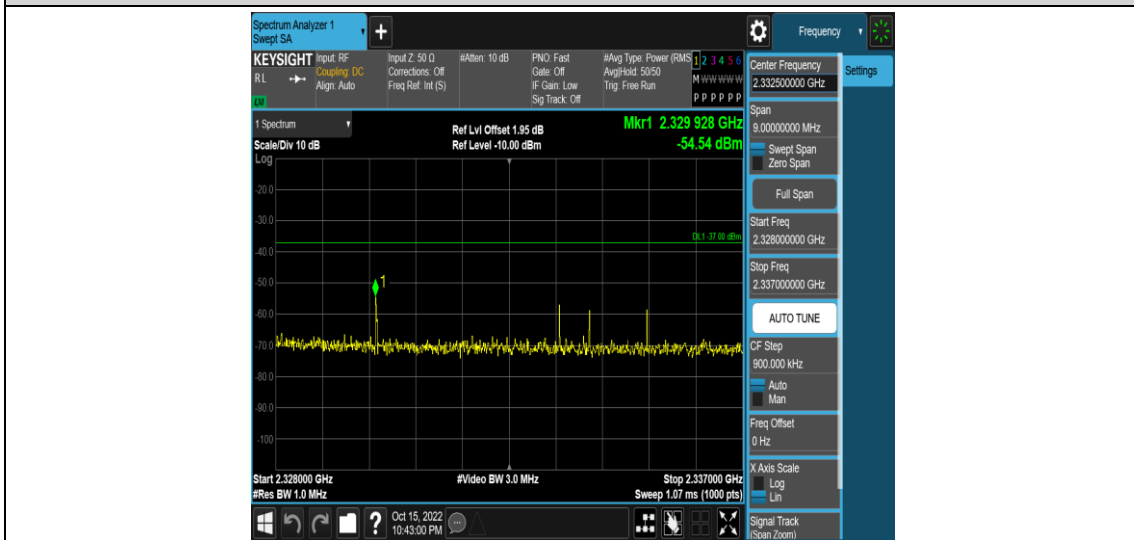 Spectrum Analyzer 1
Swept SA
+
Frequency
KEYSIGHT
RL
LXI
Input: RF
Coupling: DC
Align: Auto
Input Z: 50 Ω
Corrections: Off
Freq Ref: Int (S)
#Atten: 10 dB
PNO: Fast
Gate: Off
IF Gain: Low
Sig Track: Off
#Avg Type: Power (RMS
Avg|Hold: 50/50
Trig: Free Run
1 2 3 4 5 6
M W W W W W
P P P P P P
1 Spectrum
Scale/Div 10 dB
Log
Ref Lvl Offset 1.95 dB
Ref Level -10.00 dBm
Mkr1 2.329 928 GHz
-54.54 dBm
-20.0
-30.0
DL1 -37.00 dBm
-40.0
-50.0
1
-60.0
-70.0
-80.0
-90.0
-100
Start 2.328000 GHz
#Res BW 1.0 MHz
#Video BW 3.0 MHz
Stop 2.337000 GHz
Sweep 1.07 ms (1000 pts)
?
Oct 15, 2022
10:43:00 PM
Center Frequency
2.332500000 GHz
Settings
Span
9.00000000 MHz
Swept Span
Zero Span
Full Span
Start Freq
2.328000000 GHz
Stop Freq
2.337000000 GHz
AUTO TUNE
CF Step
900.000 kHz
Auto
Man
Freq Offset
0 Hz
X Axis Scale
Log
Lin
Signal Track
(Span Zoom)